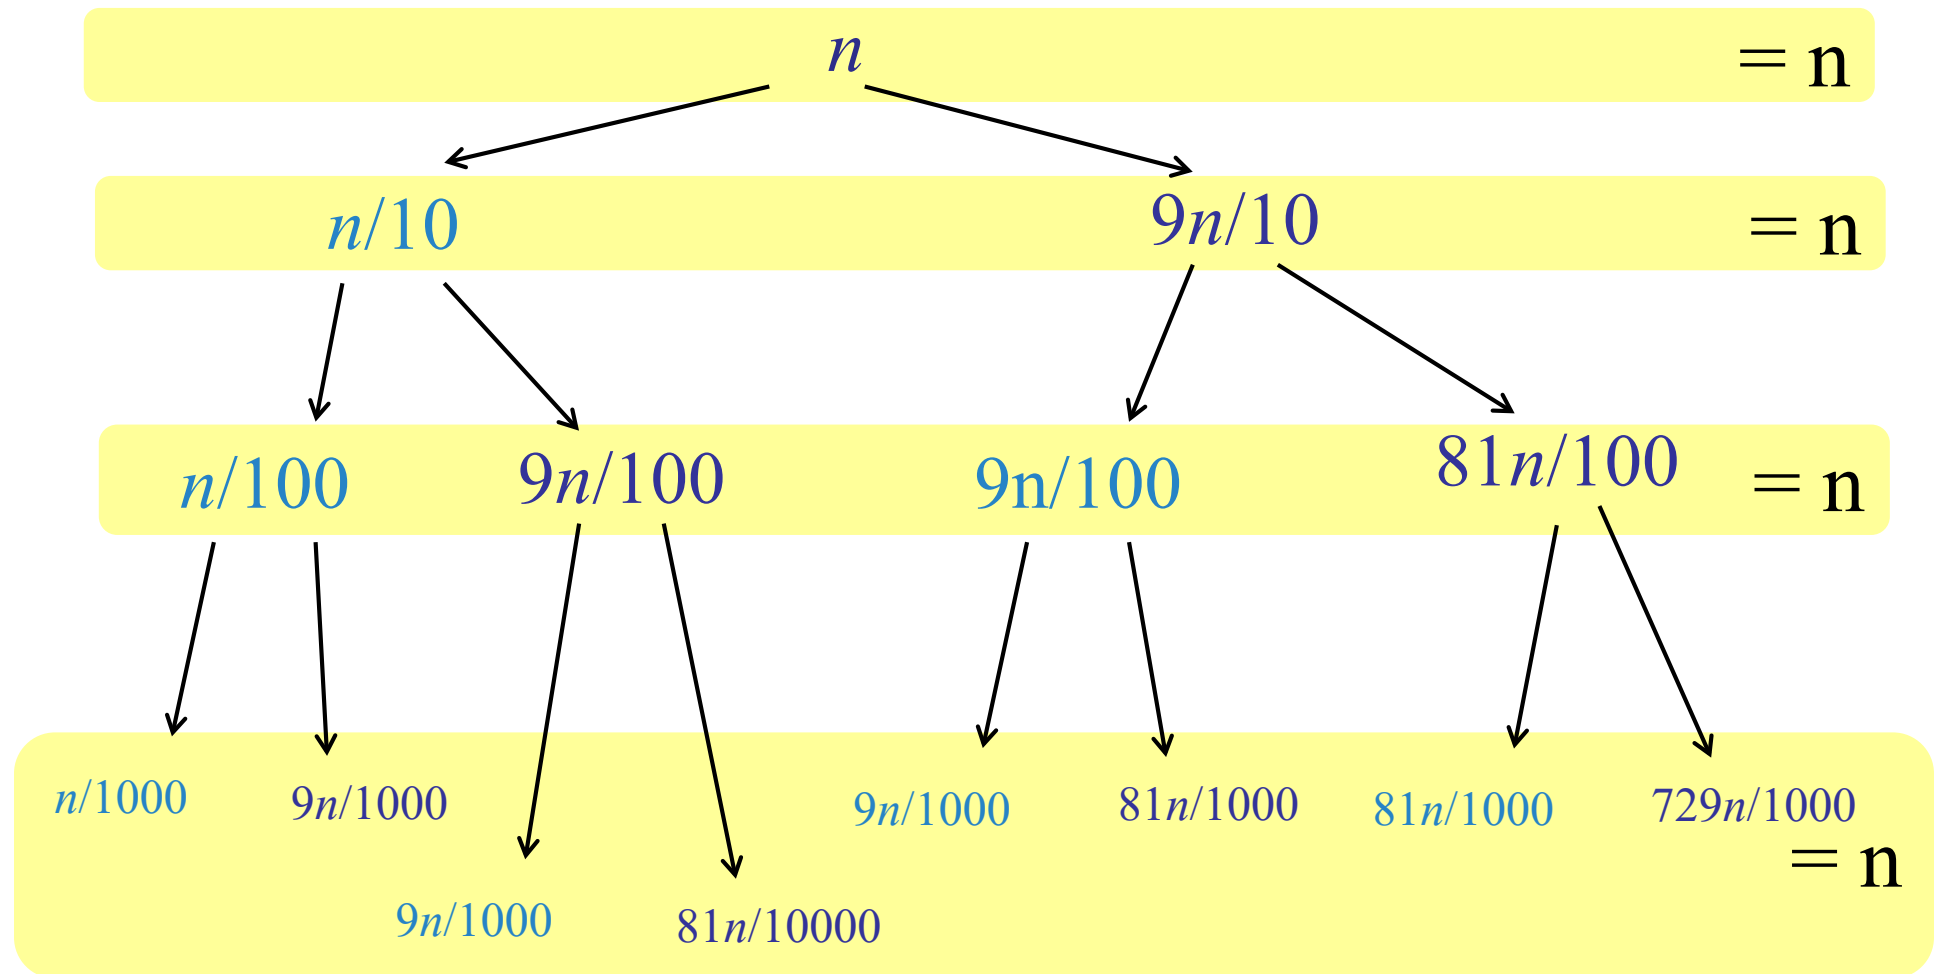 n = n
n/10 9n/10 = n
n/100 9n/100 9n/100 81n/100 = n
n/1000 9n/1000 9n/1000 81n/1000 81n/1000 729n/1000
= n
9n/1000 81n/10000